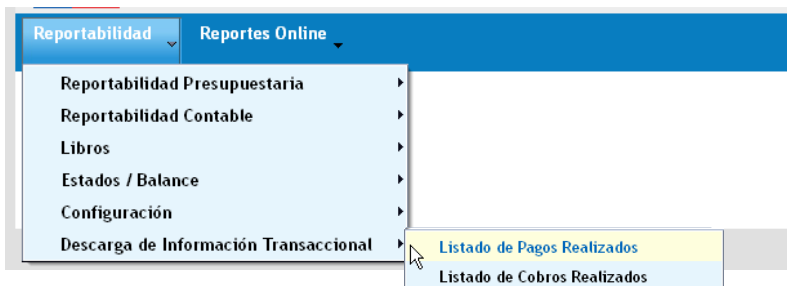 Reportabilidad Reportes Online
Reportabilidad Presupuestaria
Reportabilidad Contable
Libros
Estados / Balance
Configuración
Descarga de Información Transaccional
Listado de Pagos Realizados
Listado de Cobros Realizados